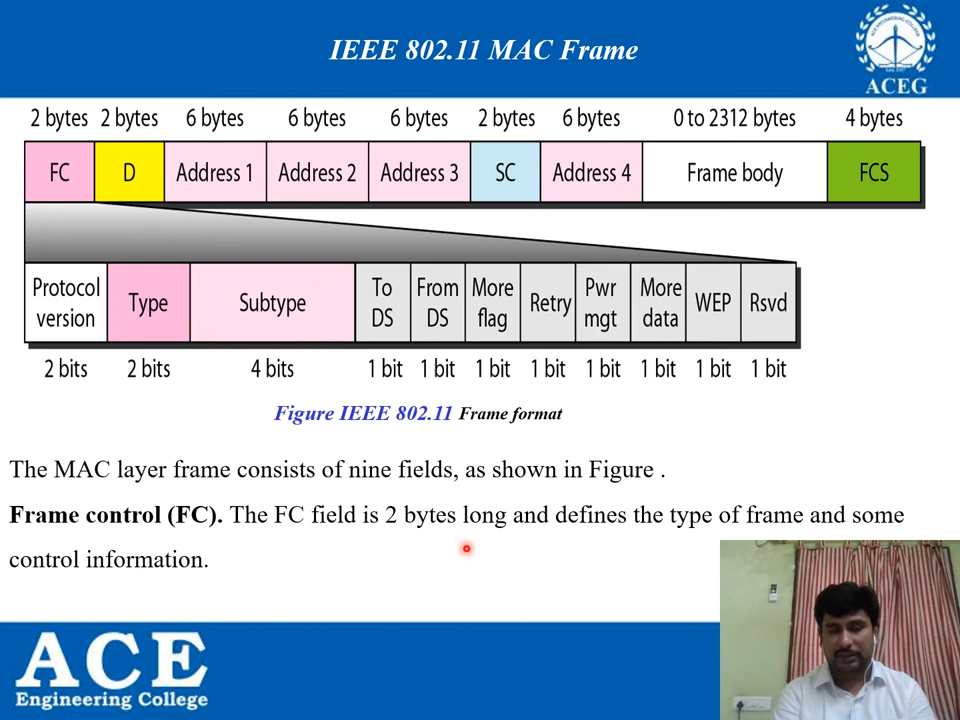 IEEE 802.11 MAC Frame
ACEG
2 bytes 2 bytes 6 bytes 6 bytes 6 bytes 2 bytes 6 bytes 0 to 2312 bytes 4 bytes
FC D Address 1 Address 2 Address 3 SC Address 4 Frame body FCS
Protocol version Type Subtype To DS From DS More flag Retry Pwr mgt More data WEP Rsvd
2 bits 2 bits 4 bits 1 bit 1 bit 1 bit 1 bit 1 bit 1 bit 1 bit 1 bit
Figure IEEE 802.11 Frame format
The MAC layer frame consists of nine fields, as shown in Figure .
Frame control (FC). The FC field is 2 bytes long and defines the type of frame and some
control information.
ACE
Engineering College